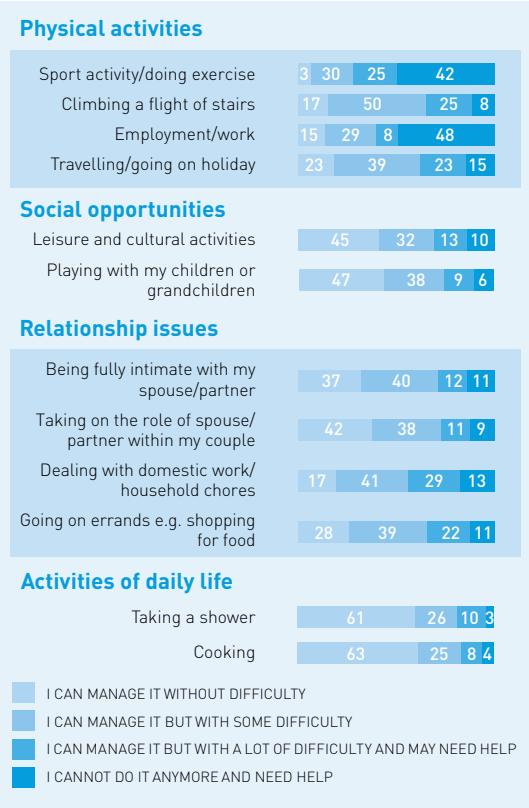 Physical activities
Sport activity/doing exercise 3 30 25 42
Climbing a flight of stairs 17 50 25 8
Employment/work 15 29 8 48
Travelling/going on holiday 23 39 23 15
Social opportunities
Leisure and cultural activities 45 32 13 10
Playing with my children or
grandchildren 47 38 9 6
Relationship issues
Being fully intimate with my
spouse/partner 37 40 12 11
Taking on the role of spouse/
partner within my couple 42 38 11 9
Dealing with domestic work/
household chores 17 41 29 13
Going on errands e.g. shopping
for food 28 39 22 11
Activities of daily life
Taking a shower 61 26 10 3
Cooking 63 25 8 4
I CAN MANAGE IT WITHOUT DIFFICULTY
I CAN MANAGE IT BUT WITH SOME DIFFICULTY
I CAN MANAGE IT BUT WITH A LOT OF DIFFICULTY AND MAY NEED HELP
I CANNOT DO IT ANYMORE AND NEED HELP